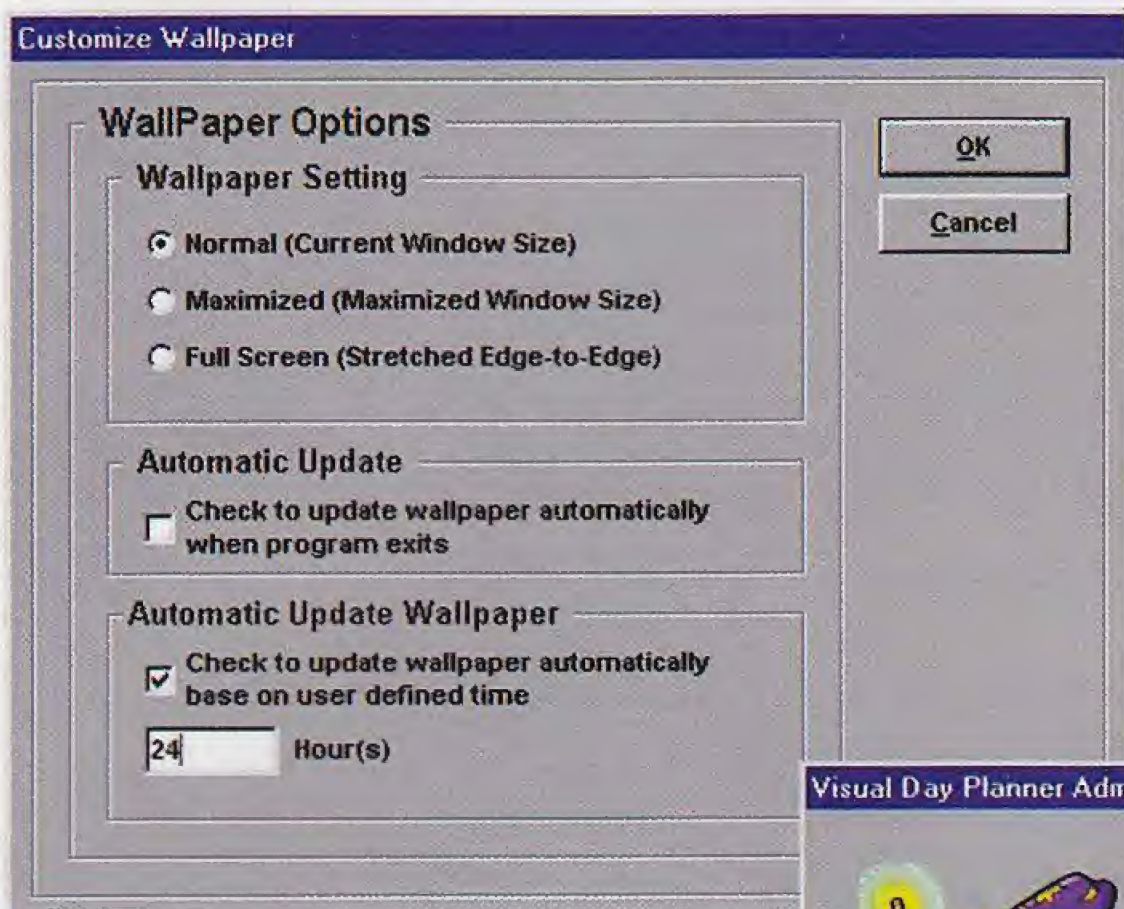 Customize Wallpaper
WallPaper Options
Wallpaper Setting
Normal (Current Window Size)
Maximized (Maximized Window Size)
Full Screen (Stretched Edge-to-Edge)
Automatic Update
Check to update wallpaper automatically
when program exits
Automatic Update Wallpaper
Check to update wallpaper automatically
base on user defined time
24 Hour(s)
OK
Cancel
Visual Day Planner Adm